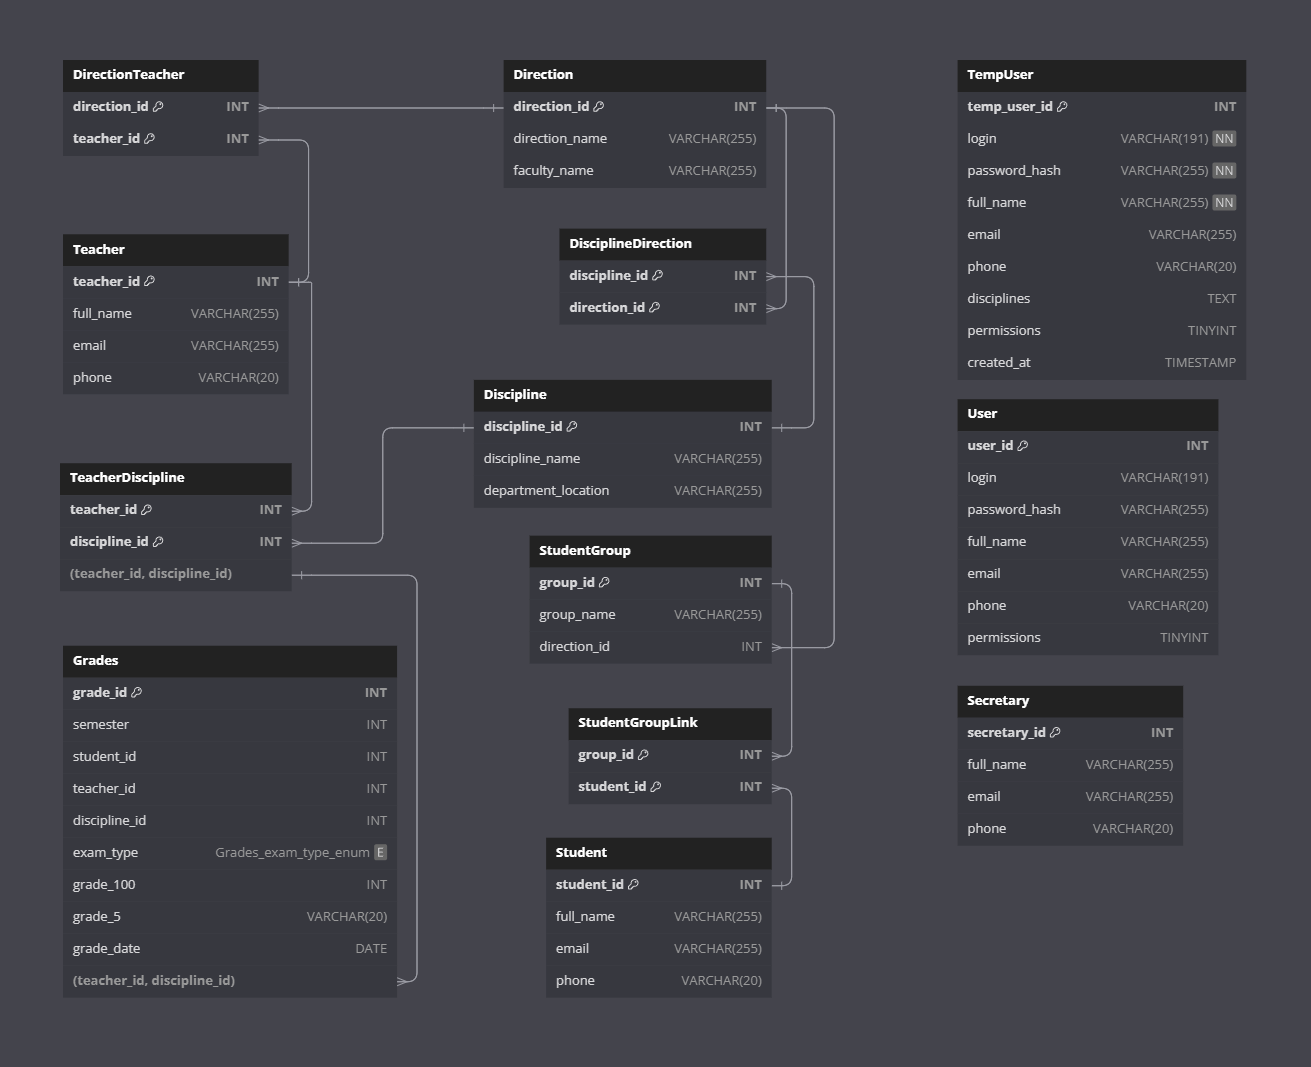 DirectionTeacher
direction_id INT
teacher_id INT
Direction
direction_id INT
direction_name VARCHAR(255)
faculty_name VARCHAR(255)
TempUser
temp_user_id INT
login VARCHAR(191) NN
password_hash VARCHAR(255) NN
full_name VARCHAR(255) NN
email VARCHAR(255)
phone VARCHAR(20)
disciplines TEXT
permissions TINYINT
created_at TIMESTAMP
Teacher
teacher_id INT
full_name VARCHAR(255)
email VARCHAR(255)
phone VARCHAR(20)
DisciplineDirection
discipline_id INT
direction_id INT
Discipline
discipline_id INT
discipline_name VARCHAR(255)
department_location VARCHAR(255)
User
user_id INT
login VARCHAR(191)
password_hash VARCHAR(255)
full_name VARCHAR(255)
email VARCHAR(255)
phone VARCHAR(20)
permissions TINYINT
TeacherDiscipline
teacher_id INT
discipline_id INT
(teacher_id, discipline_id)
StudentGroup
group_id INT
group_name VARCHAR(255)
direction_id INT
Grades
grade_id INT
semester INT
student_id INT
teacher_id INT
discipline_id INT
exam_type Grades_exam_type_enum E
grade_100 INT
grade_5 VARCHAR(20)
grade_date DATE
(teacher_id, discipline_id)
StudentGroupLink
group_id INT
student_id INT
Student
student_id INT
full_name VARCHAR(255)
email VARCHAR(255)
phone VARCHAR(20)
Secretary
secretary_id INT
full_name VARCHAR(255)
email VARCHAR(255)
phone VARCHAR(20)